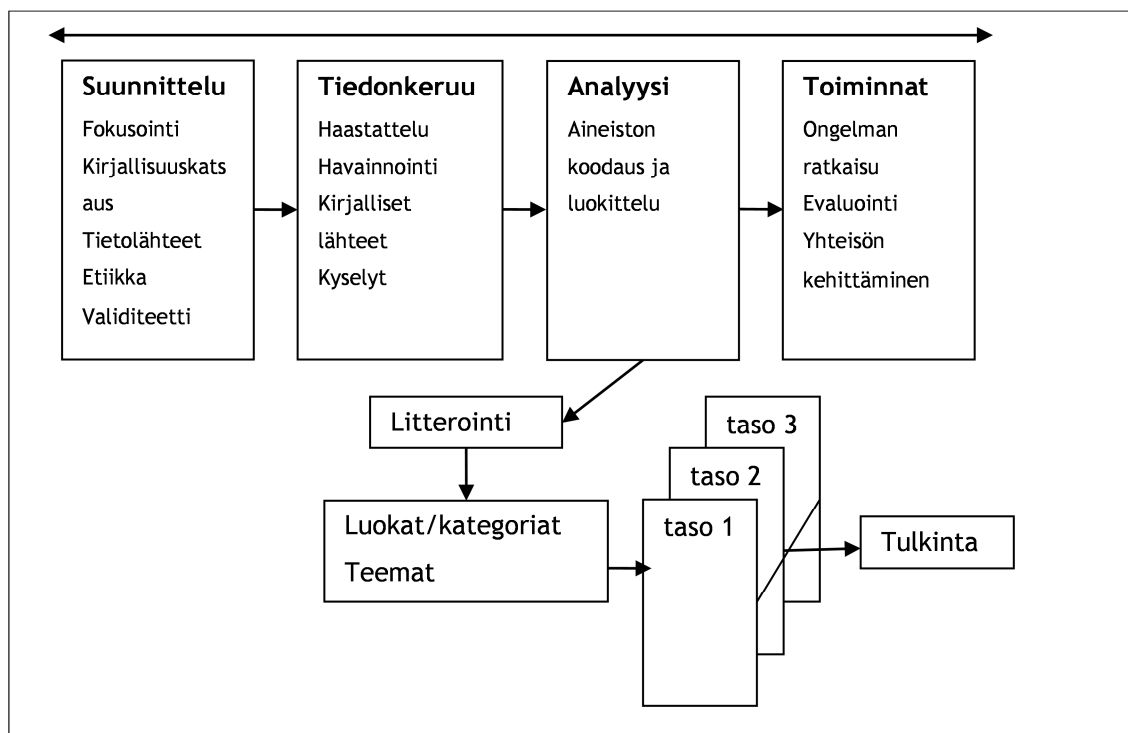 Suunnittelu
Fokusointi
Kirjallisuuskats
aus
Tietolähteet
Etiikka
Validiteetti
Tiedonkeruu
Haastattelu
Havainnointi
Kirjalliset
lähteet
Kyselyt
Analyysi
Aineiston
koodaus ja
luokittelu
Toiminnat
Ongelman
ratkaisu
Evaluointi
Yhteisön
kehittäminen
Litterointi
Luokat/kategoriat
Teemat
taso 1
taso 2
taso 3
Tulkinta